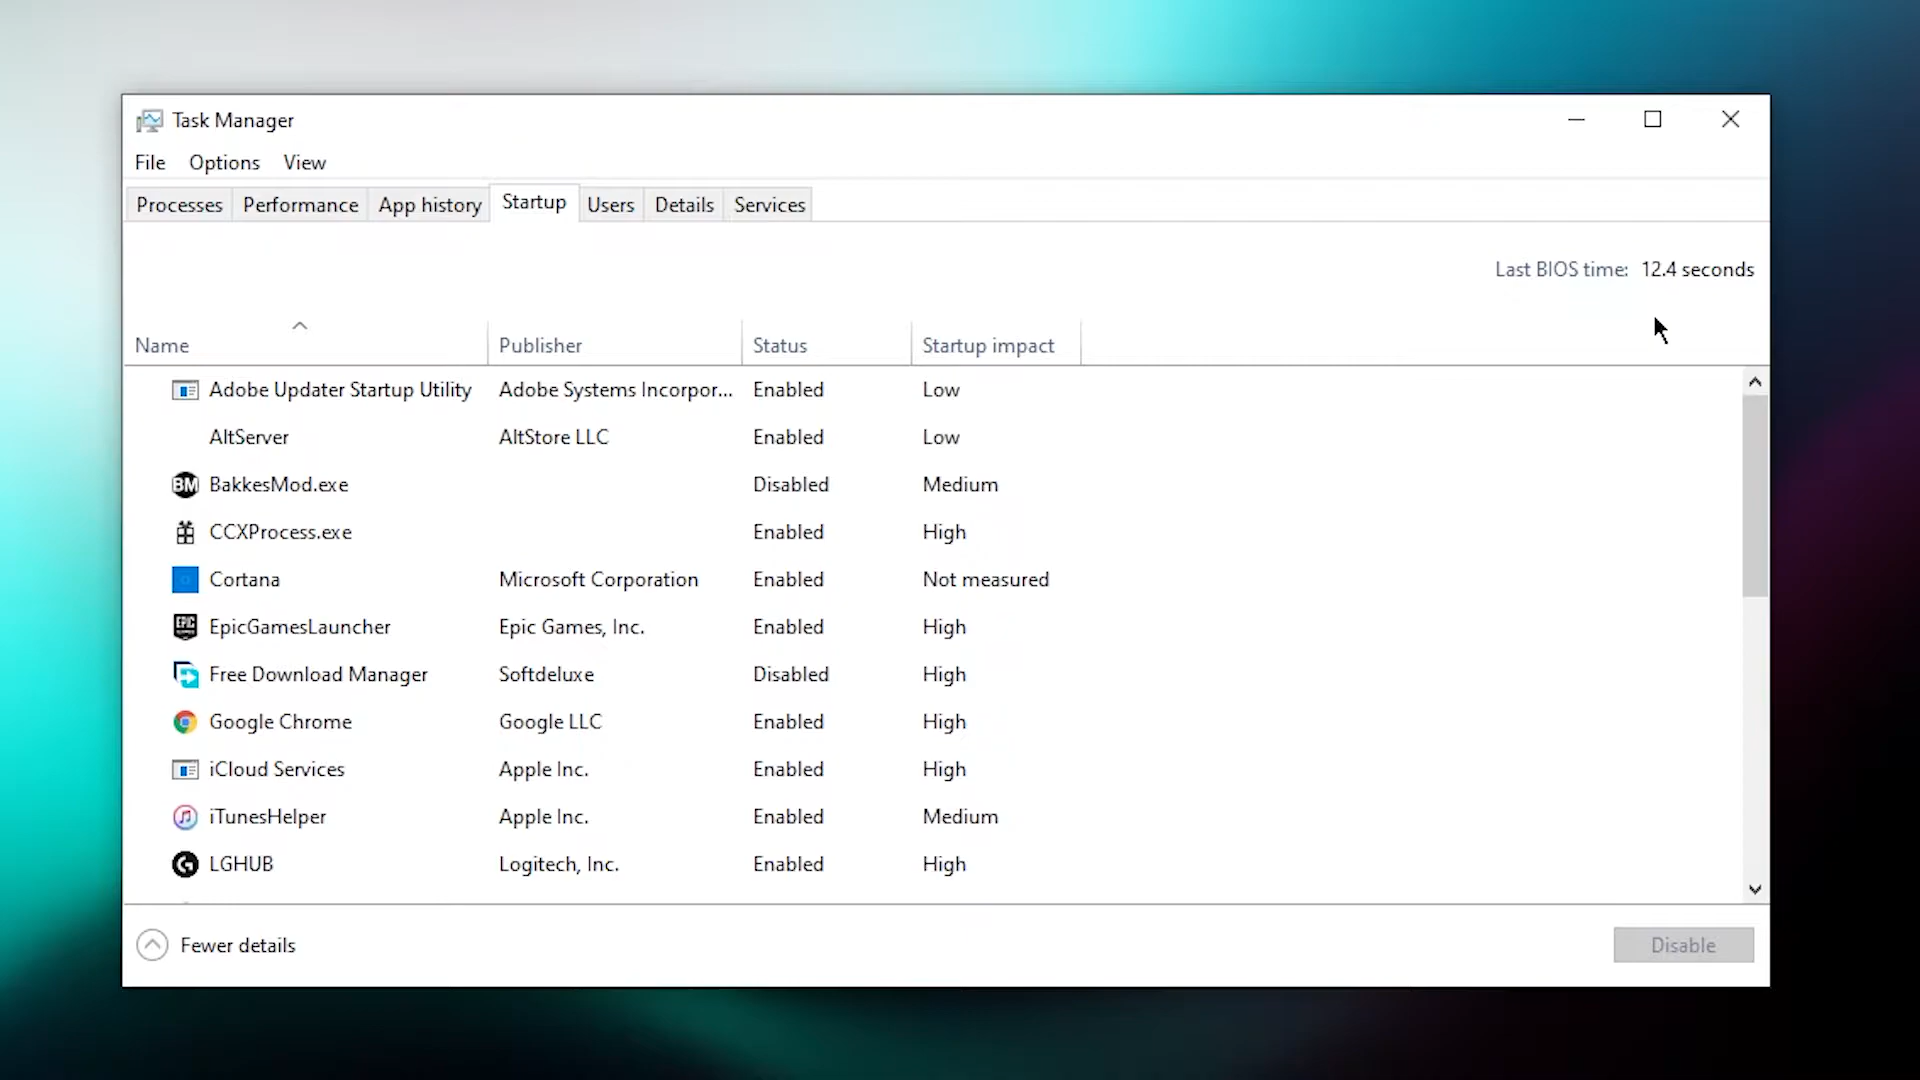 Task Manager
File Options View
Processes Performance App history Startup Users Details Services
Last BIOS time: 12.4 seconds
Name Publisher Status Startup impact
Adobe Updater Startup Utility Adobe Systems Incorpor... Enabled Low
AltServer AltStore LLC Enabled Low
BM BakkesMod.exe Disabled Medium
CCXProcess.exe Enabled High
Cortana Microsoft Corporation Enabled Not measured
EPIC EpicGamesLauncher Epic Games, Inc. Enabled High
Free Download Manager Softdeluxe Disabled High
Google Chrome Google LLC Enabled High
iCloud Services Apple Inc. Enabled High
iTunesHelper Apple Inc. Enabled Medium
LGHUB Logitech, Inc. Enabled High
Fewer details Disable